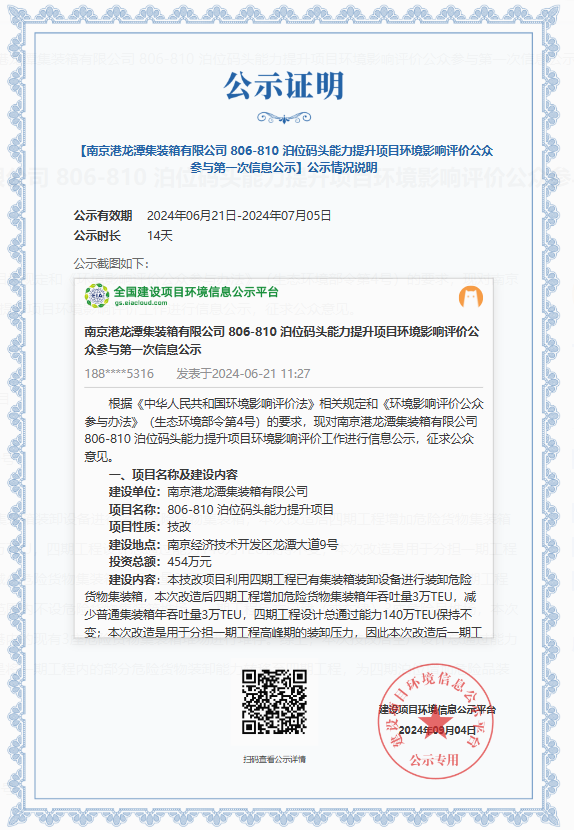 公示证明
【南京港龙潭集装箱有限公司 806-810 泊位码头能力提升项目环境影响评价公众
参与第一次信息公示】公示情况说明
公示有效期 2024年06月21日-2024年07月05日
公示时长 14天
公示截图如下：
全国建设项目环境信息公示平台
gs.eiacloud.com
南京港龙潭集装箱有限公司 806-810 泊位码头能力提升项目环境影响评价公
众参与第一次信息公示
188****5316 发表于2024-06-21 11:27
根据《中华人民共和国环境影响评价法》相关规定和《环境影响评价公众
参与办法》（生态环境部令第4号）的要求，现对南京港龙潭集装箱有限公司
806-810 泊位码头能力提升项目环境影响评价工作进行信息公示，征求公众
意见。
一、项目名称及建设内容
建设单位：南京港龙潭集装箱有限公司
项目名称：806-810 泊位码头能力提升项目
项目性质：技改
建设地点：南京经济技术开发区龙潭大道9号
投资总额：454万元
建设内容：本技改项目利用四期工程已有集装箱装卸设备进行装卸危险
货物集装箱，本次改造后四期工程增加危险货物集装箱年吞吐量3万TEU，减
少普通集装箱年吞吐量3万TEU，四期工程设计总通过能力140万TEU保持不
变；本次改造是用于分担一期工程高峰期的装卸压力，因此本次改造后一期工
扫码查看公示详情
建设项目环境信息公示平台
2024年09月04日
建设项目环境信息公示平台
公示专用